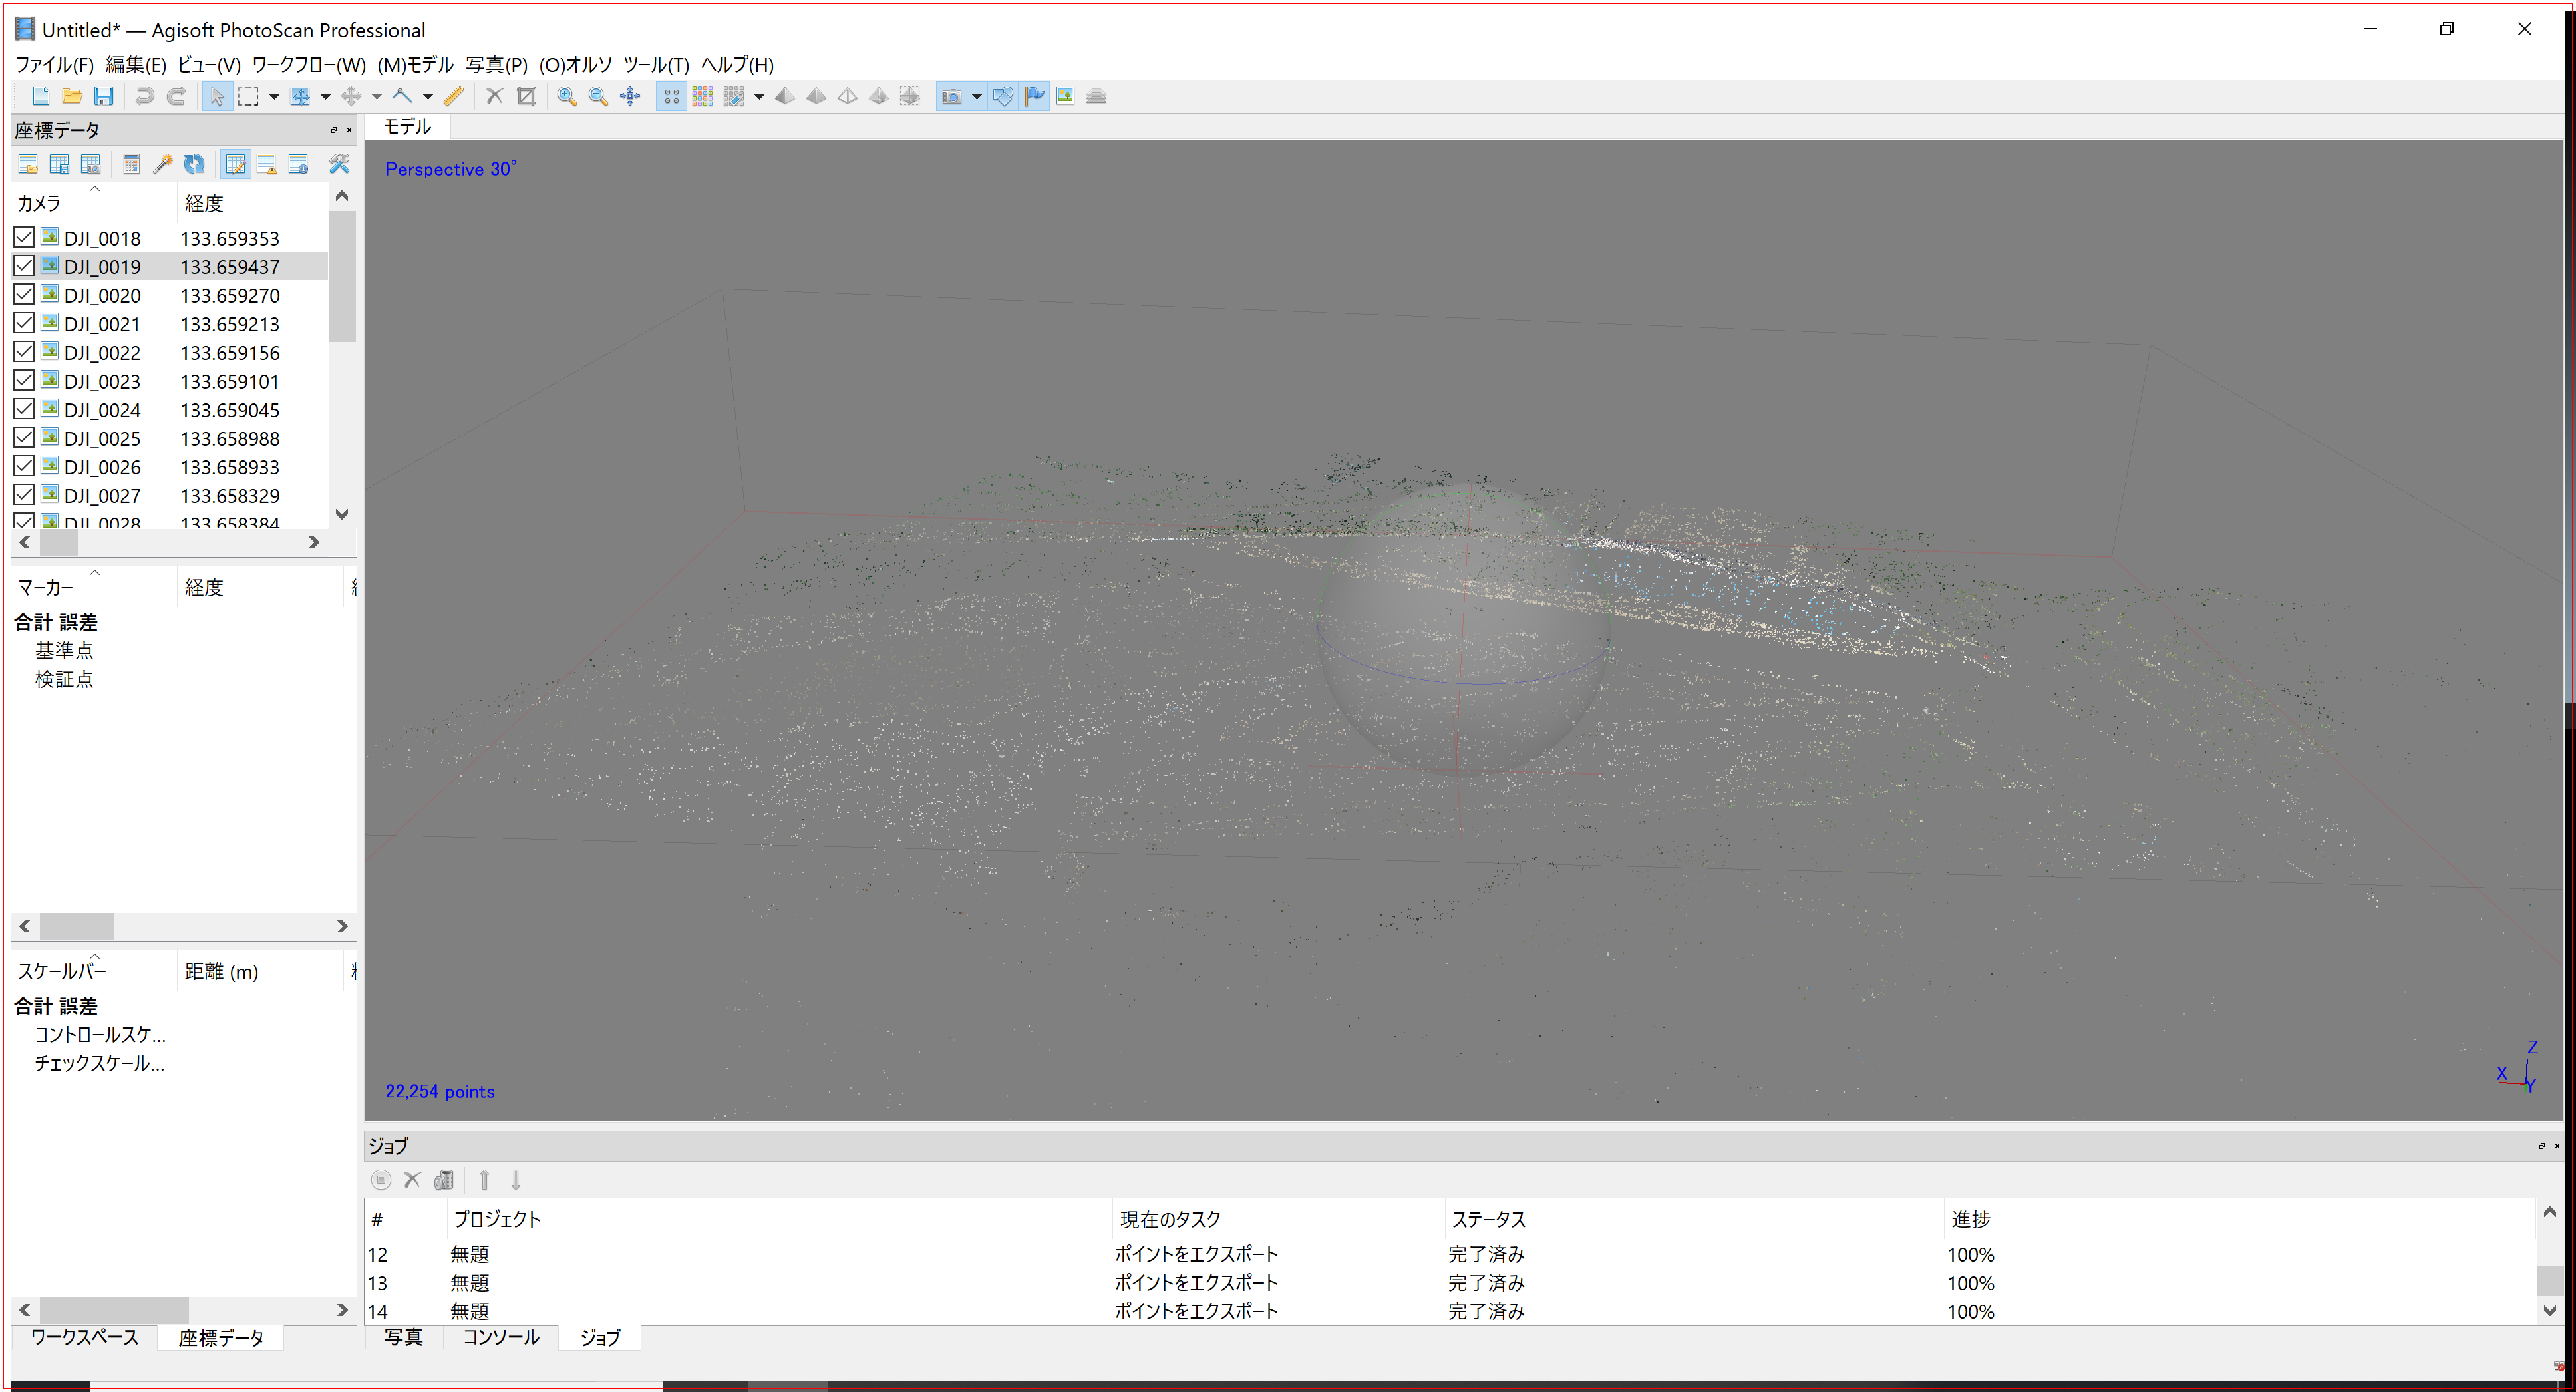 Untitled* — Agisoft PhotoScan Professional
ファイル(F) 編集(E) ビュー(V) ワークフロー(W) (M)モデル 写真(P) (O)オルソ ツール(T) ヘルプ(H)
座標データ
モデル
Perspective 30°
カメラ 経度
DJI_0018 133.659353
DJI_0019 133.659437
DJI_0020 133.659270
DJI_0021 133.659213
DJI_0022 133.659156
DJI_0023 133.659101
DJI_0024 133.659045
DJI_0025 133.658988
DJI_0026 133.658933
DJI_0027 133.658329
DJI_0028 133.658384
マーカー 経度
合計 誤差
基準点
検証点
スケールバー 距離 (m)
合計 誤差
コントロールスケ...
チェックスケール...
22,254 points
Z
X
Y
ジョブ
# プロジェクト 現在のタスク ステータス 進捗
12 無題 ポイントをエクスポート 完了済み 100%
13 無題 ポイントをエクスポート 完了済み 100%
14 無題 ポイントをエクスポート 完了済み 100%
ワークスペース 座標データ 写真 コンソール ジョブ